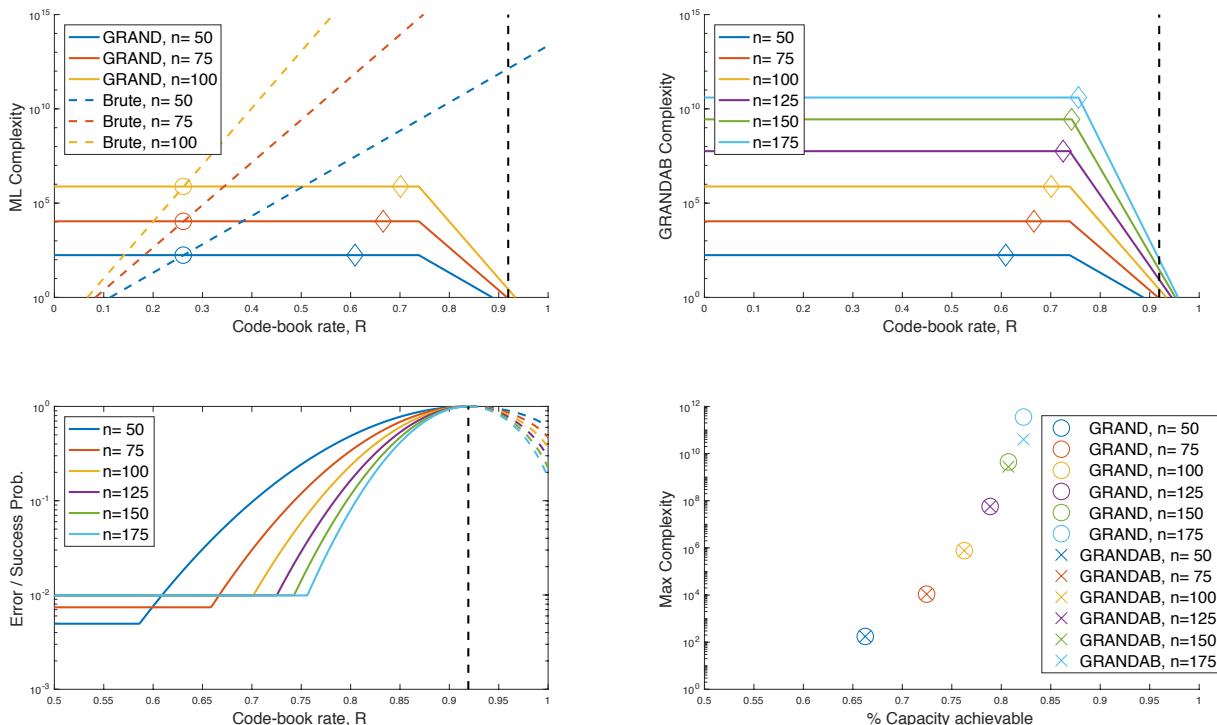 10^15
10^10
10^5
10^0
ML Complexity
GRAND, n= 50
GRAND, n= 75
GRAND, n=100
Brute, n= 50
Brute, n= 75
Brute, n=100
0 0.1 0.2 0.3 0.4 0.5 0.6 0.7 0.8 0.9 1
Code-book rate, R
10^15
10^10
10^5
10^0
GRANDAB Complexity
n= 50
n= 75
n=100
n=125
n=150
n=175
0 0.1 0.2 0.3 0.4 0.5 0.6 0.7 0.8 0.9 1
Code-book rate, R
10^0
10^-1
10^-2
10^-3
Error / Success Prob.
n= 50
n= 75
n=100
n=125
n=150
n=175
0.5 0.55 0.6 0.65 0.7 0.75 0.8 0.85 0.9 0.95 1
Code-book rate, R
10^12
10^10
10^8
10^6
10^4
10^2
10^0
Max Complexity
GRAND, n= 50
GRAND, n= 75
GRAND, n=100
GRAND, n=125
GRAND, n=150
GRAND, n=175
GRANDAB, n= 50
GRANDAB, n= 75
GRANDAB, n=100
GRANDAB, n=125
GRANDAB, n=150
GRANDAB, n=175
0.5 0.55 0.6 0.65 0.7 0.75 0.8 0.85 0.9 0.95 1
% Capacity achievable